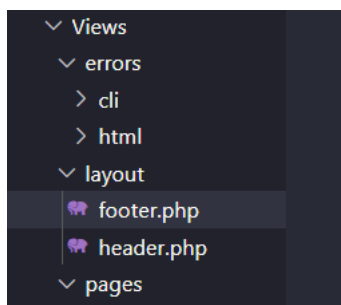 Views
errors
cli
html
layout
footer.php
header.php
pages